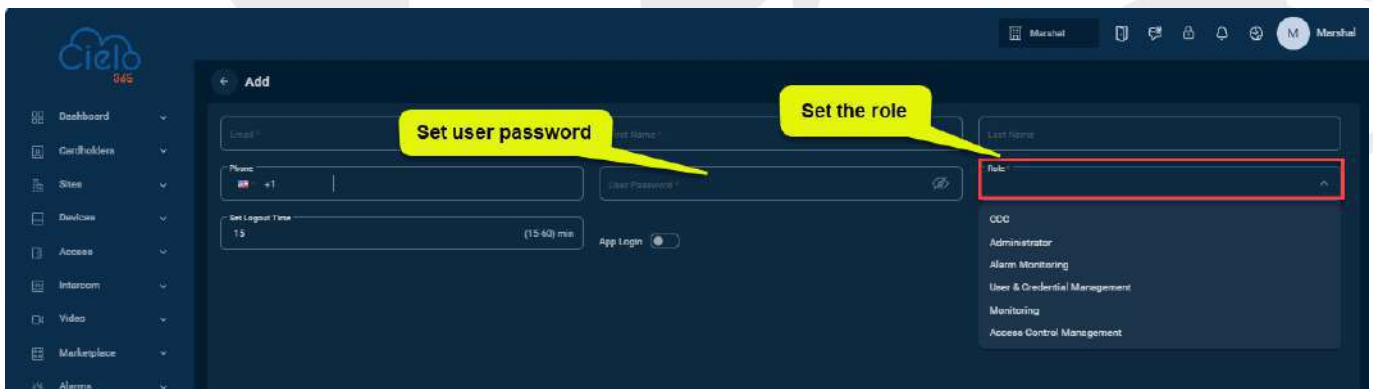 Cielo
365
Marshal
M
Marshal
Add
Set the role
Set user password
Dashboard
Cardholders
Sites
Devices
Access
Intercom
Video
Marketplace
Alarms
Email *
First Name *
Last Name
Phone
+1
User Password *
Role *
Set Logout Time
15
(15-60) min
App Login
CCC
Administrator
Alarm Monitoring
User & Credential Management
Monitoring
Access Control Management